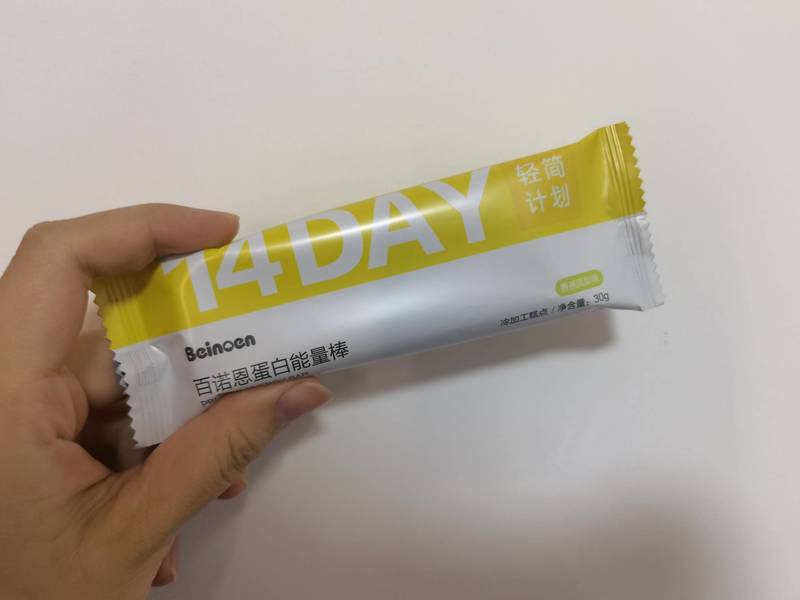 14DAY
轻简
计划
Beinoen
百诺恩蛋白能量棒
冷加工糕点 / 净含量：30g